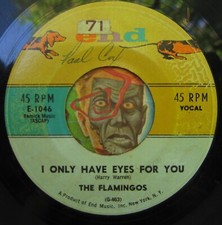 71
end
Paul Cox
45 RPM
E-1046
Remick Music
(ASCAP)
45 RPM
VOCAL
I ONLY HAVE EYES FOR YOU
(Harry Warren)
THE FLAMINGOS
(G-463)
A Product of End Music, Inc. New York, N. Y.